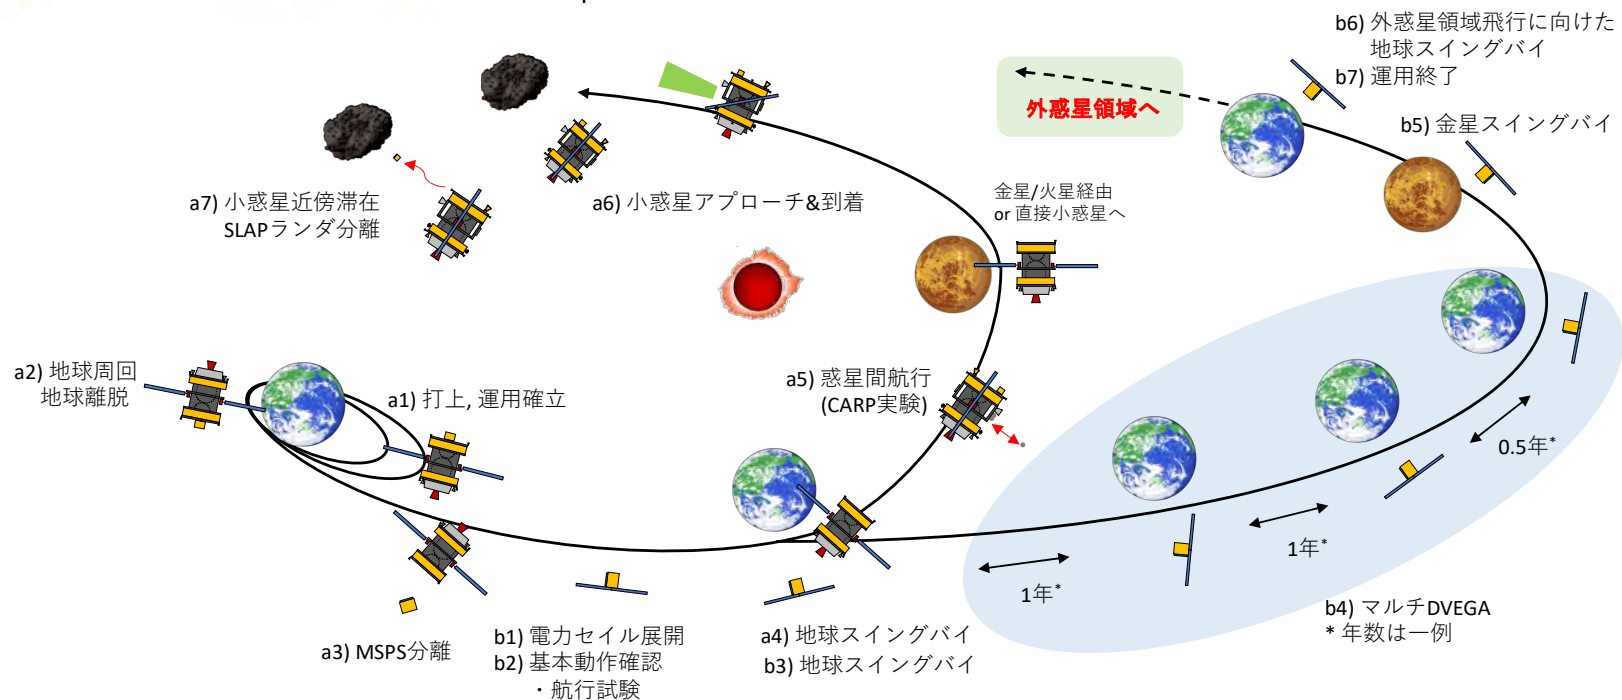 b6) 外惑星領域飛行に向けた
地球スイングバイ
b7) 運用終了
外惑星領域へ
b5) 金星スイングバイ
a7) 小惑星近傍滞在
SLAPランダ分離
a6) 小惑星アプローチ&到着
金星/火星経由
or 直接小惑星へ
a2) 地球周回
地球離脱
a1) 打上, 運用確立
a5) 惑星間航行
(CARP実験)
0.5年*
1年*
1年*
a3) MSPS分離
b1) 電力セイル展開
b2) 基本動作確認
・航行試験
a4) 地球スイングバイ
b3) 地球スイングバイ
b4) マルチDVEGA
* 年数は一例